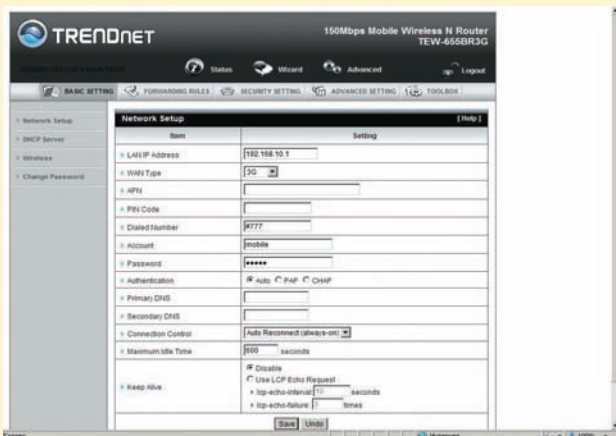 TRENDNET
150Mbps Mobile Wireless N Router
TEW-655BR3G
Status
Wizard
Advanced
Logout
BASIC SETTING
FORWARDING RULES
SECURITY SETTING
ADVANCED SETTING
TOOLBOX
Network Setup
DHCP Server
Wireless
Change Password
Network Setup [Help]
Item Setting
LAN IP Address 192.168.10.1
WAN Type 3G
APN
PIN Code
Dialed Number #777
Account mobile
Password •••••
Authentication Auto PAP CHAP
Primary DNS
Secondary DNS
Connection Control Auto Reconnect (always-on)
Maximum Idle Time 600 seconds
Keep Alive
Disable
Use LCP Echo Request
lcp-echo-interval: 10 seconds
lcp-echo-failure: 3 times
Save Undo
100%